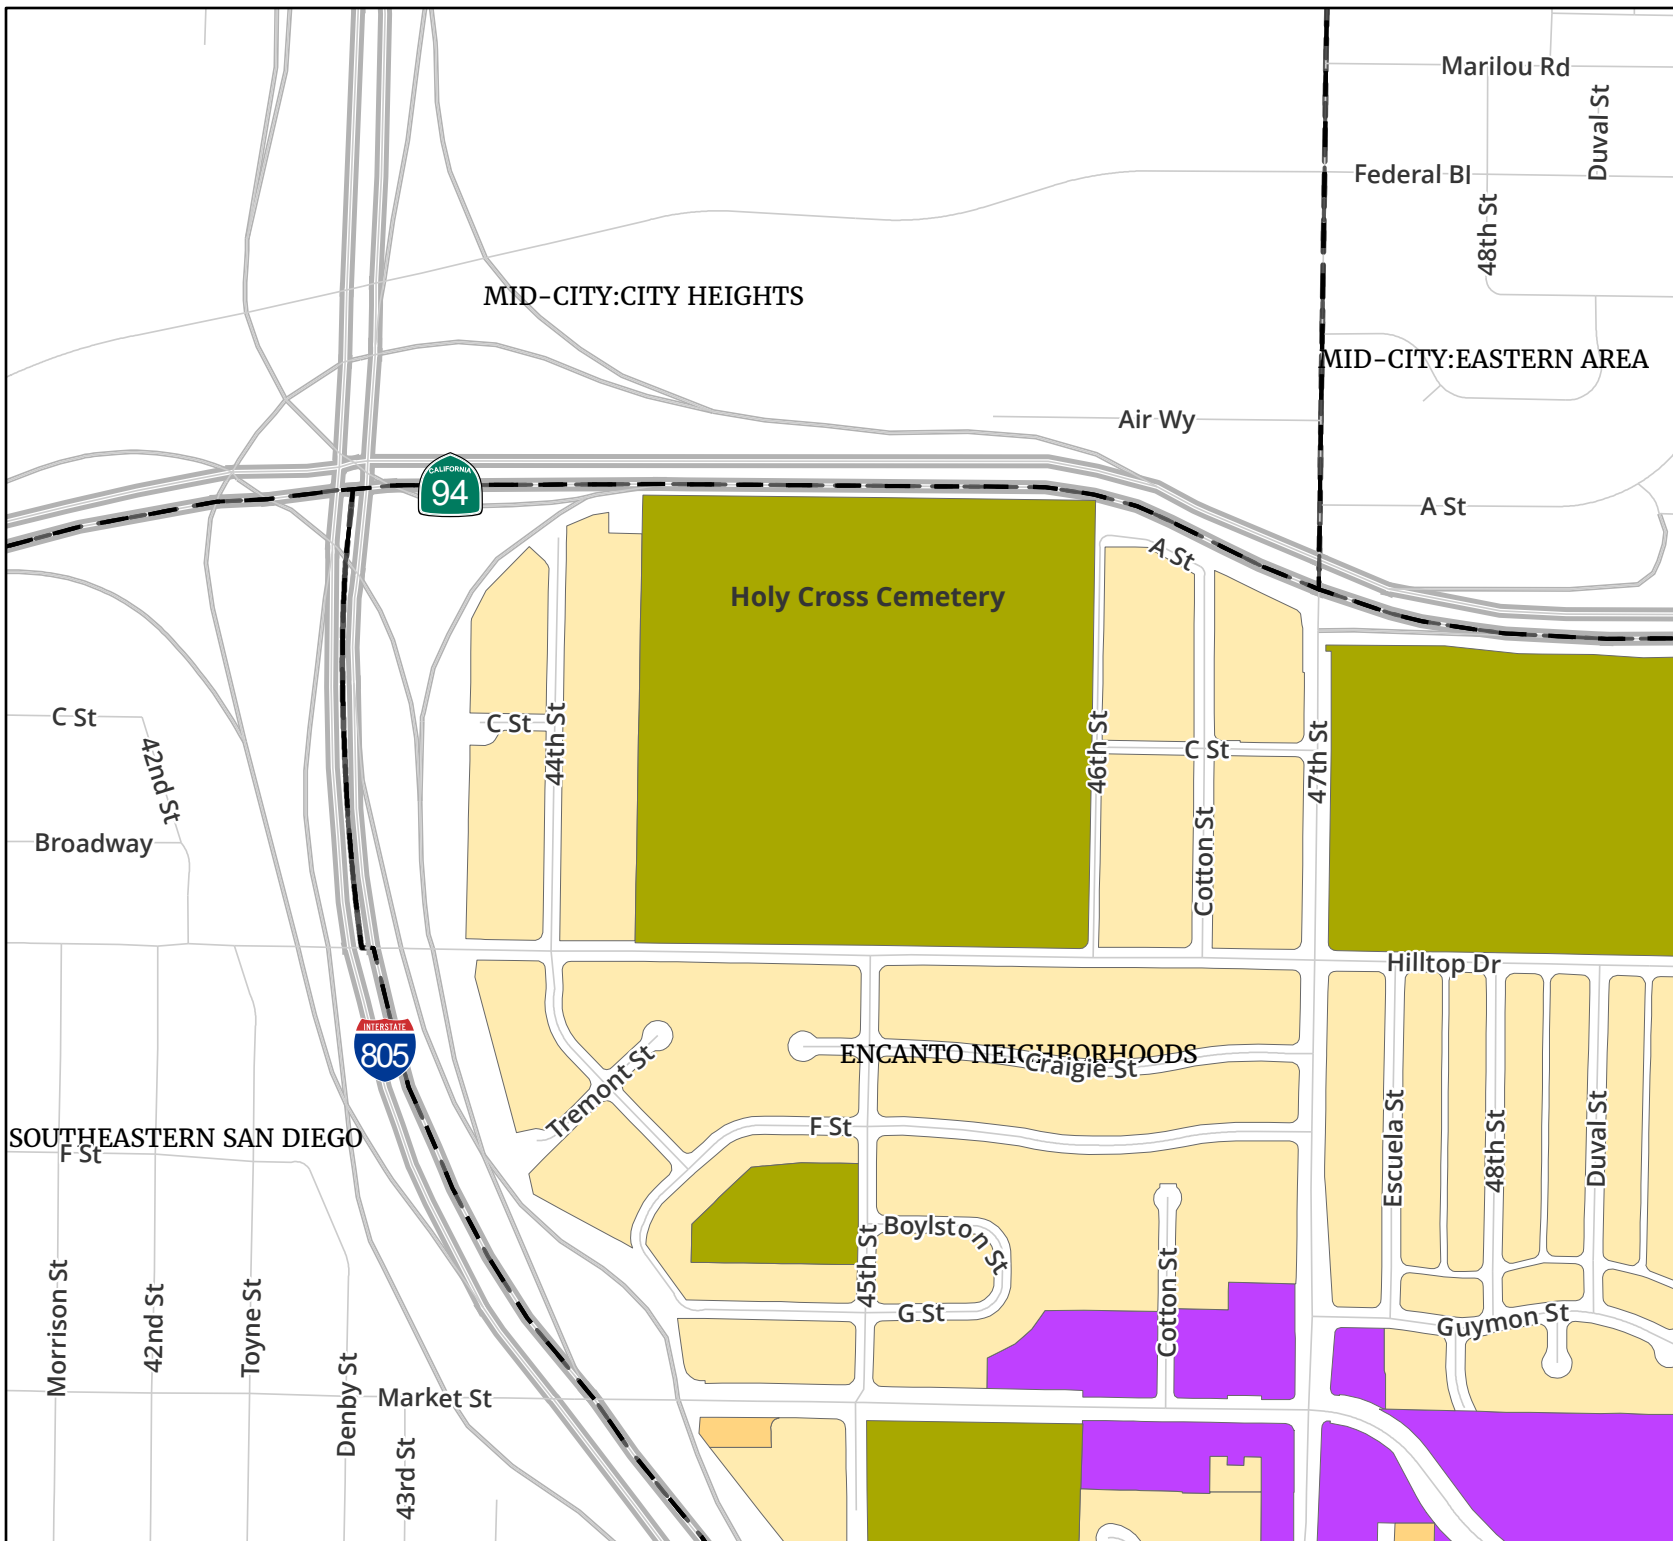 Marilou Rd
Duval St
Federal Bl
48th St
MID-CITY:CITY HEIGHTS
MID-CITY:EASTERN AREA
Air Wy
CALIFORNIA
94
A St
A St
Holy Cross Cemetery
C St
C St
44th St
46th St
C St
47th St
42nd St
Broadway
Cotton St
Hilltop Dr
INTERSTATE
805
ENCANTO NEIGHBORHOODS
Craigie St
Tremont St
F St
SOUTHEASTERN SAN DIEGO
F St
Escuela St
48th St
Duval St
Boylston St
45th St
G St
Cotton St
Guymon St
Morrison St
42nd St
Toyne St
Denby St
Market St
43rd St